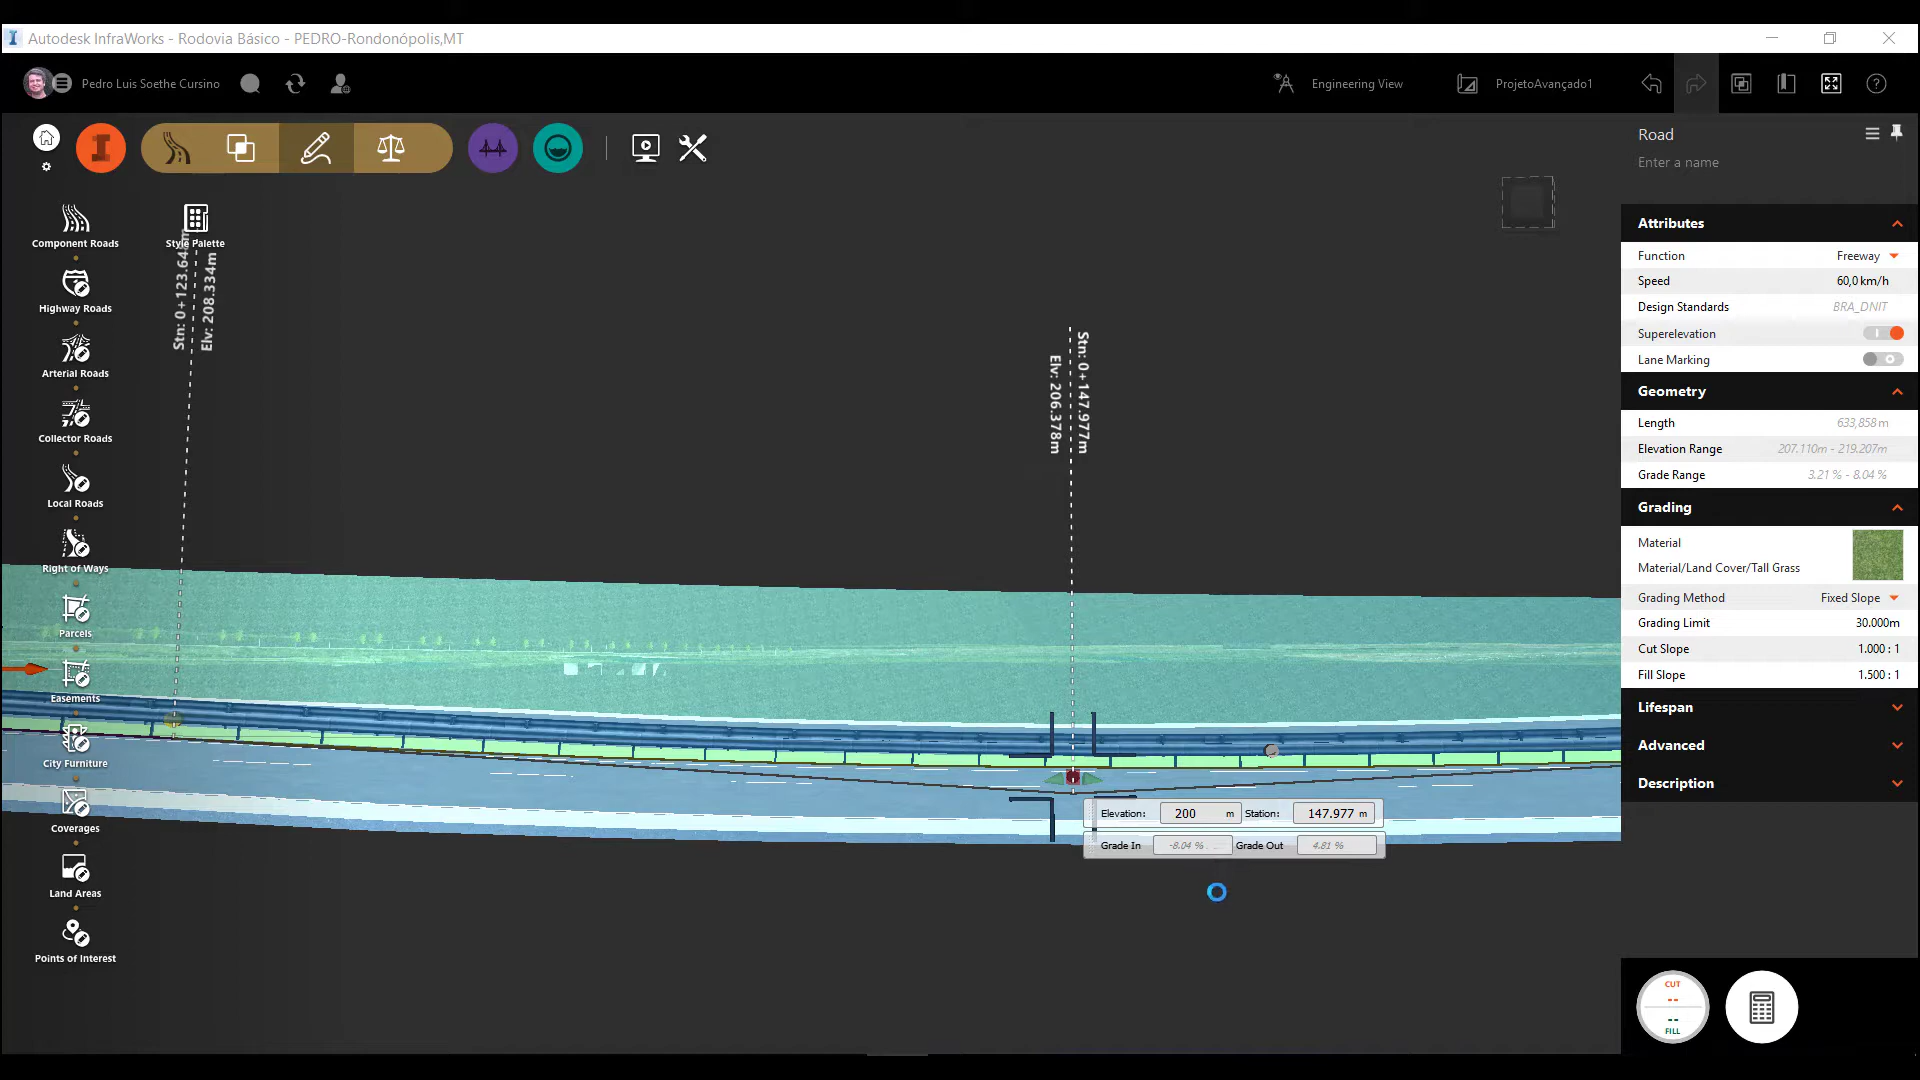 Autodesk InfraWorks - Rodovia Básico - PEDRO-Rondonópolis,MT
Pedro Luis Soethe Cursino
Engineering View
ProjetoAvançado1
Component Roads
Highway Roads
Arterial Roads
Collector Roads
Local Roads
Right of Ways
Parcels
Easements
City Furniture
Coverages
Land Areas
Points of Interest
Style Palette
Stn: 0+123.64
Elv: 208.334m
Elv: 206.378m
Stn: 0+147.977m
Elevation: 200 m Station: 147.977 m
Grade In -8.04 % Grade Out 4.81 %
Road
Enter a name
Attributes
Function Freeway
Speed 60,0 km/h
Design Standards BRA_DNIT
Superelevation
Lane Marking
Geometry
Length 633,858 m
Elevation Range 207.110m - 219.207m
Grade Range 3.21 % - 8.04 %
Grading
Material
Material/Land Cover/Tall Grass
Grading Method Fixed Slope
Grading Limit 30.000m
Cut Slope 1.000 : 1
Fill Slope 1.500 : 1
Lifespan
Advanced
Description
CUT
--
--
FILL